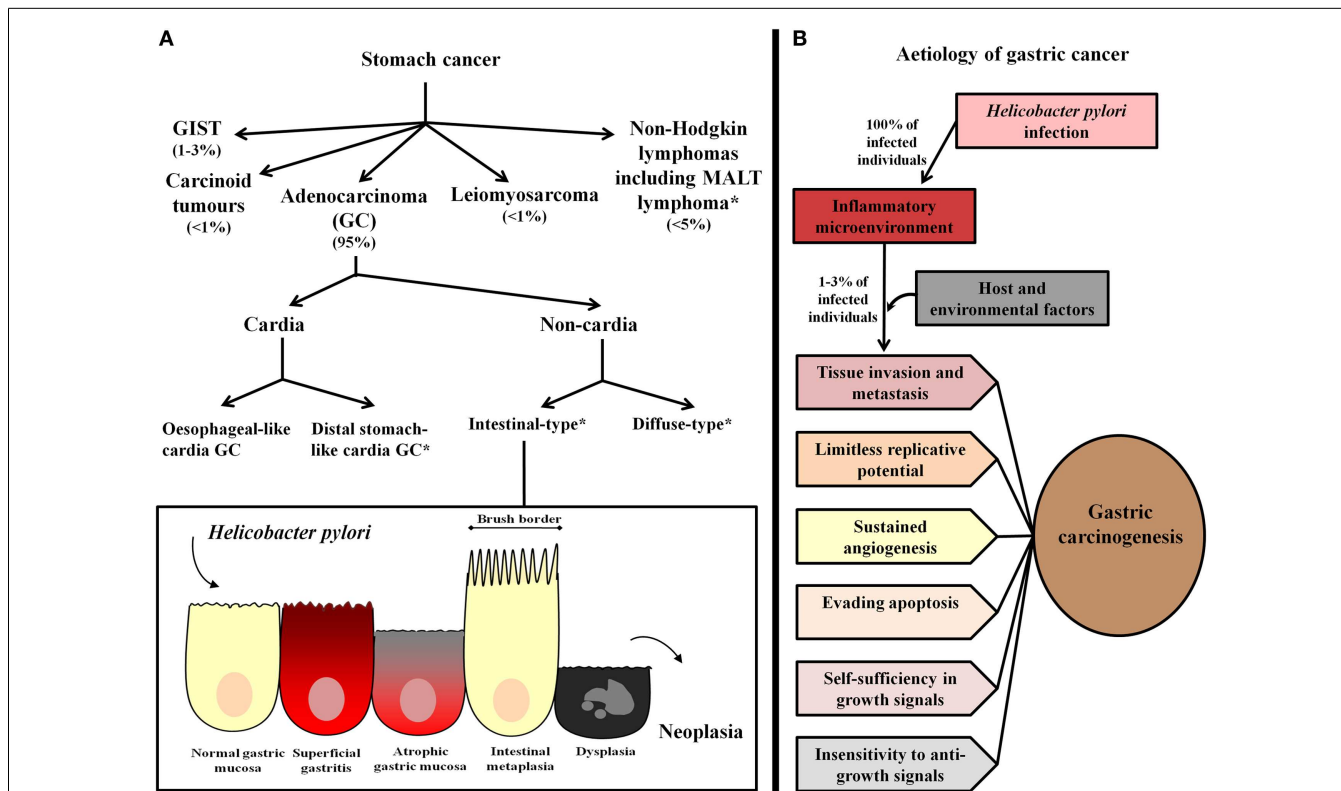 A
Stomach cancer
GIST
(1-3%)
Carcinoid
tumours
(<1%)
Adenocarcinoma
(GC)
(95%)
Leiomyosarcoma
(<1%)
Non-Hodgkin
lymphomas
including MALT
lymphoma*
(<5%)
Cardia
Non-cardia
Oesophageal-like
cardia GC
Distal stomach-
like cardia GC*
Intestinal-type*
Diffuse-type*
Helicobacter pylori
Brush border
Neoplasia
Normal gastric
mucosa
Superficial
gastritis
Atrophic
gastric mucosa
Intestinal
metaplasia
Dysplasia
B
Aetiology of gastric cancer
Helicobacter pylori
infection
100% of
infected
individuals
Inflammatory
microenvironment
1-3% of
infected
individuals
Host and
environmental factors
Tissue invasion and
metastasis
Limitless replicative
potential
Sustained
angiogenesis
Evading apoptosis
Self-sufficiency in
growth signals
Insensitivity to anti-
growth signals
Gastric
carcinogenesis